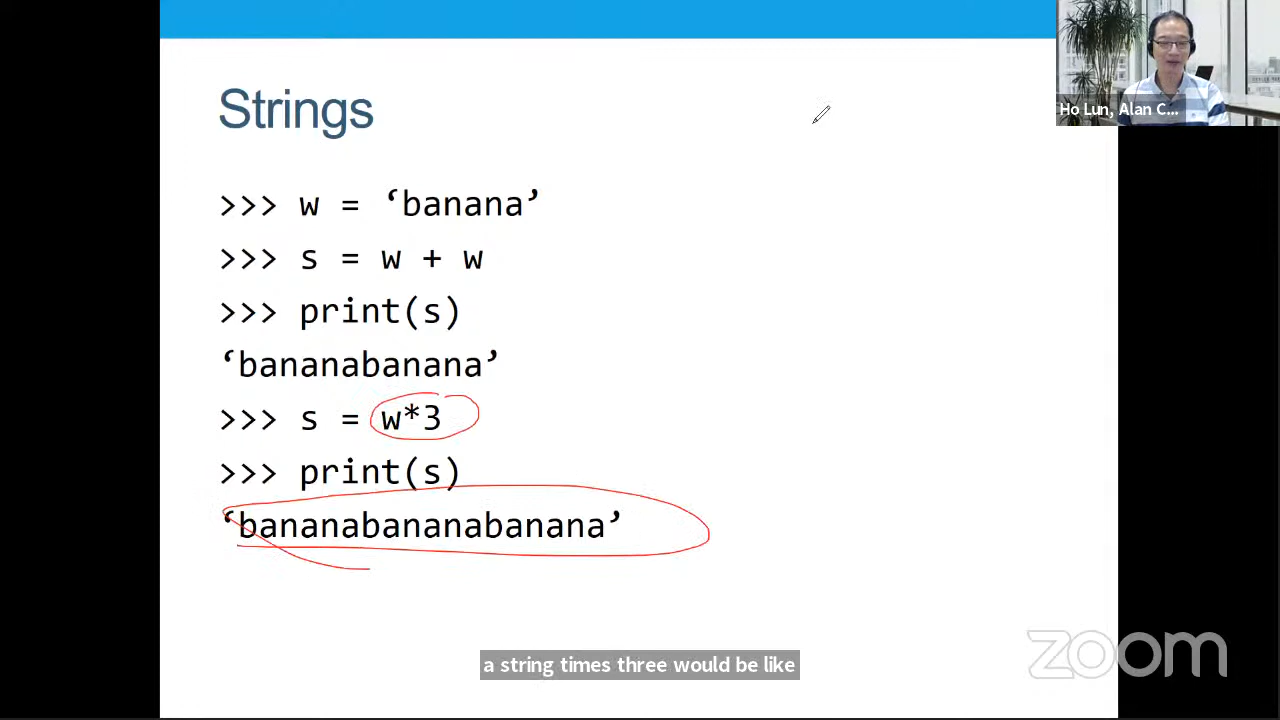 Strings
Ho Lun, Alan C...
>>> w = ‘banana’
>>> s = w + w
>>> print(s)
‘bananabanana’
>>> s = w*3
>>> print(s)
‘bananabananabanana’
a string times three would be like
zoom